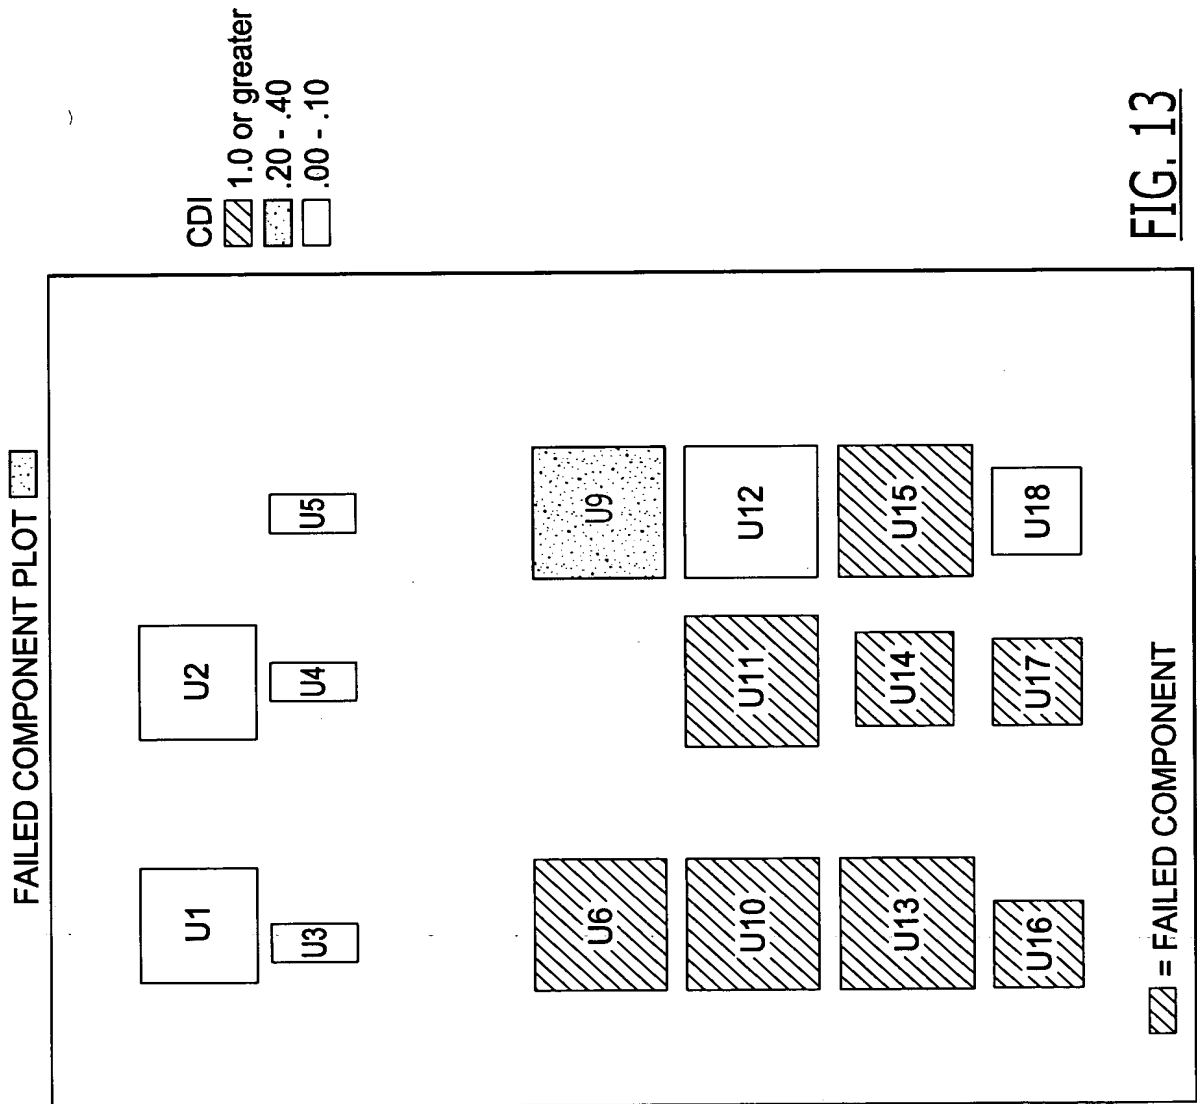 FAILED COMPONENT PLOT
CDI
1.0 or greater
.20 - .40
.00 - .10
U1
U2
U3
U4
U5
U6
U9
U10
U11
U12
U13
U14
U15
U16
U17
U18
= FAILED COMPONENT
FIG. 13